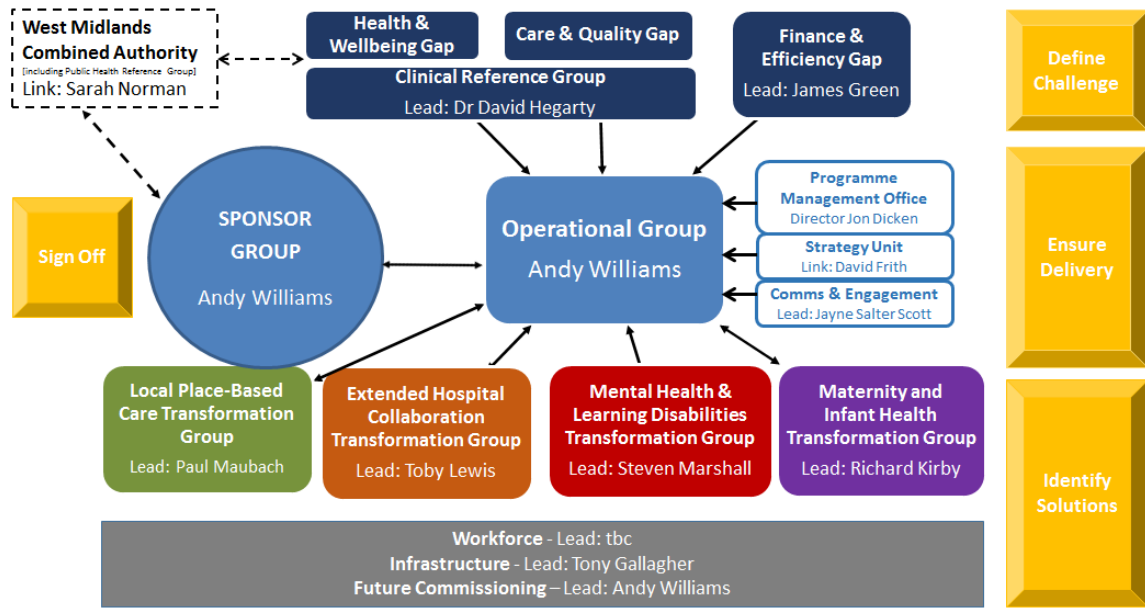 West Midlands
Combined Authority
[including Public Health Reference Group]
Link: Sarah Norman
Health &
Wellbeing Gap
Care & Quality Gap
Clinical Reference Group
Lead: Dr David Hegarty
Finance &
Efficiency Gap
Lead: James Green
Define
Challenge
Sign Off
SPONSOR
GROUP
Andy Williams
Operational Group
Andy Williams
Programme
Management Office
Director Jon Dicken
Strategy Unit
Link: David Frith
Comms & Engagement
Lead: Jayne Salter Scott
Ensure
Delivery
Local Place-Based
Care Transformation
Group
Lead: Paul Maubach
Extended Hospital
Collaboration
Transformation Group
Lead: Toby Lewis
Mental Health &
Learning Disabilities
Transformation Group
Lead: Steven Marshall
Maternity and
Infant Health
Transformation Group
Lead: Richard Kirby
Identify
Solutions
Workforce - Lead: tbc
Infrastructure - Lead: Tony Gallagher
Future Commissioning – Lead: Andy Williams